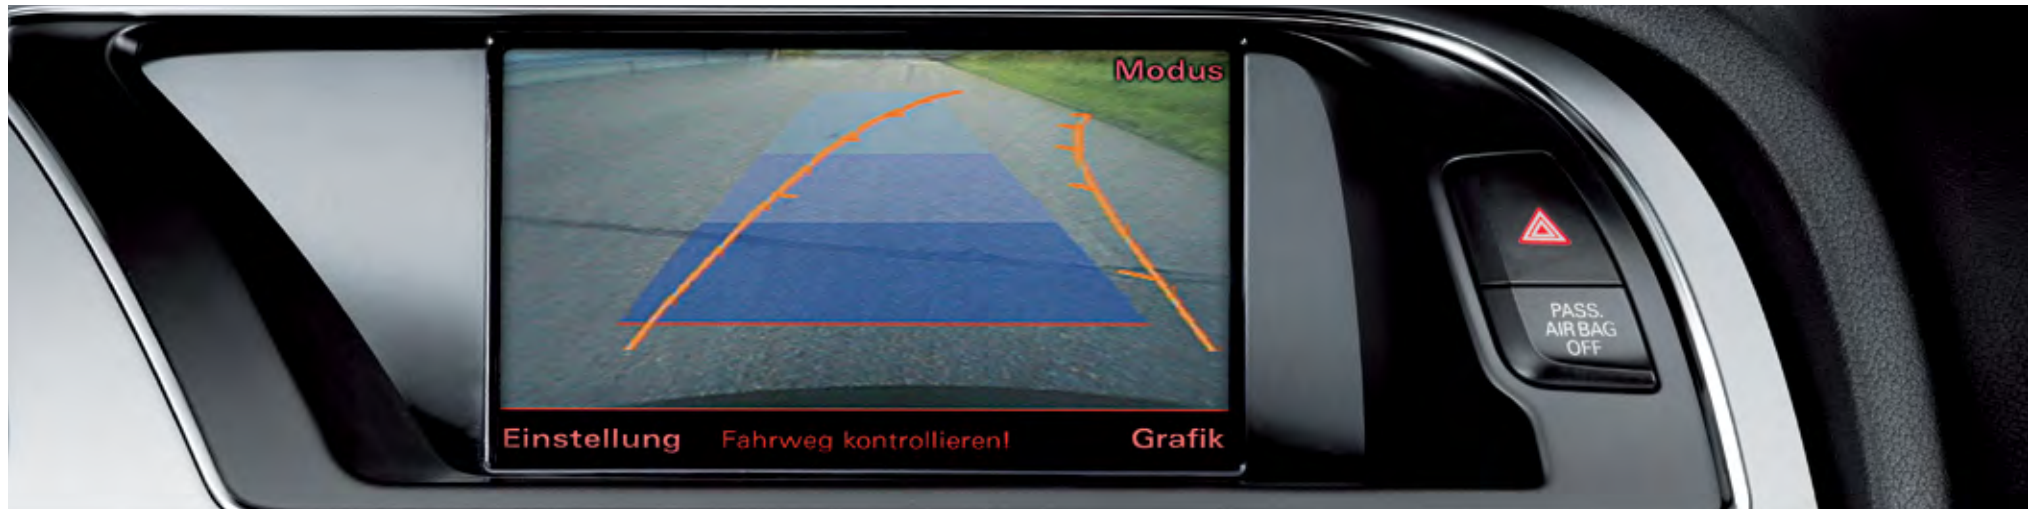 Modus
Einstellung Fahrweg kontrollieren! Grafik
PASS.
AIR BAG
OFF